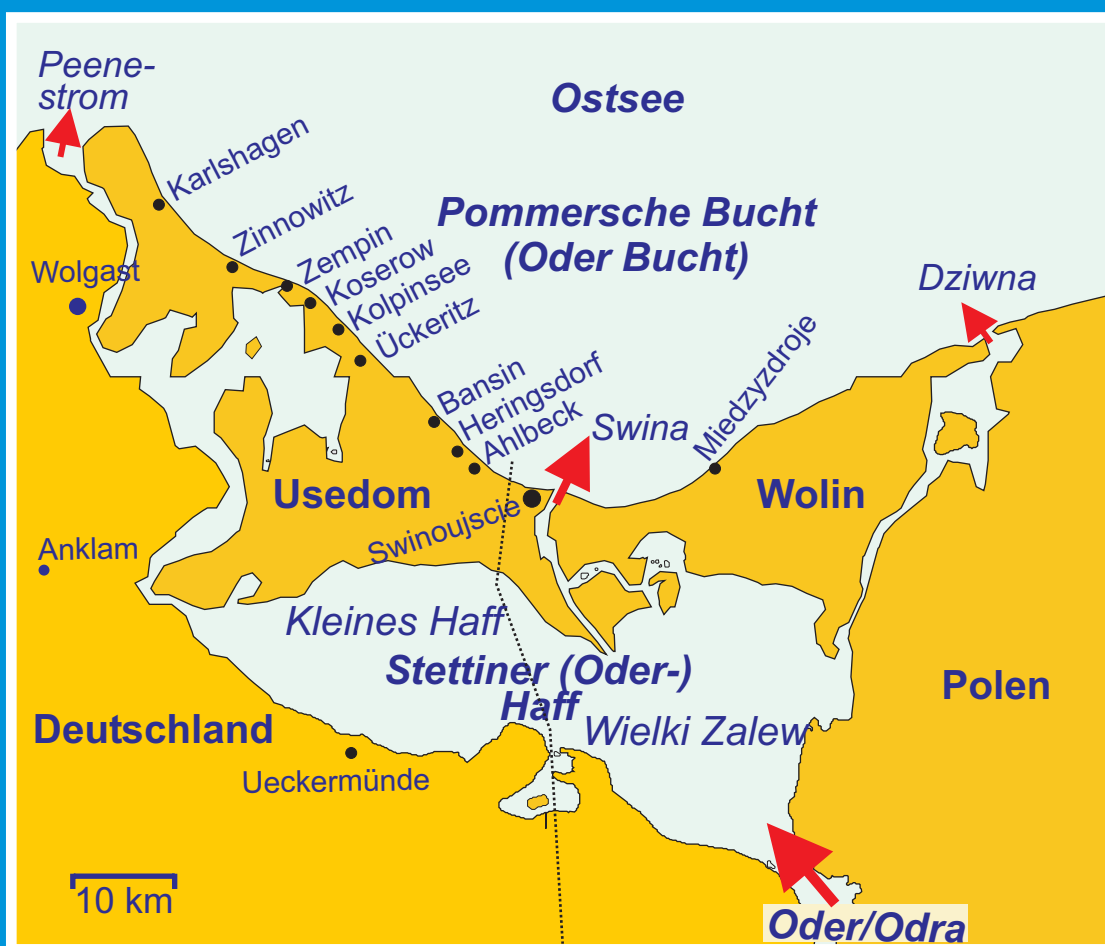 Peene-
strom
Ostsee
Karlshagen
Zinnowitz
Pommersche Bucht
(Oder Bucht)
Zempin
Koserow
Kolpinsee
Ückeritz
Wolgast
Dziwna
Bansin
Heringsdorf
Ahlbeck
Swina
Miedzyzdroje
Usedom
Wolin
Swinoujscie
Anklam
Kleines Haff
Stettiner (Oder-)
Haff
Wielki Zalew
Polen
Deutschland
Ueckermünde
10 km
Oder/Odra